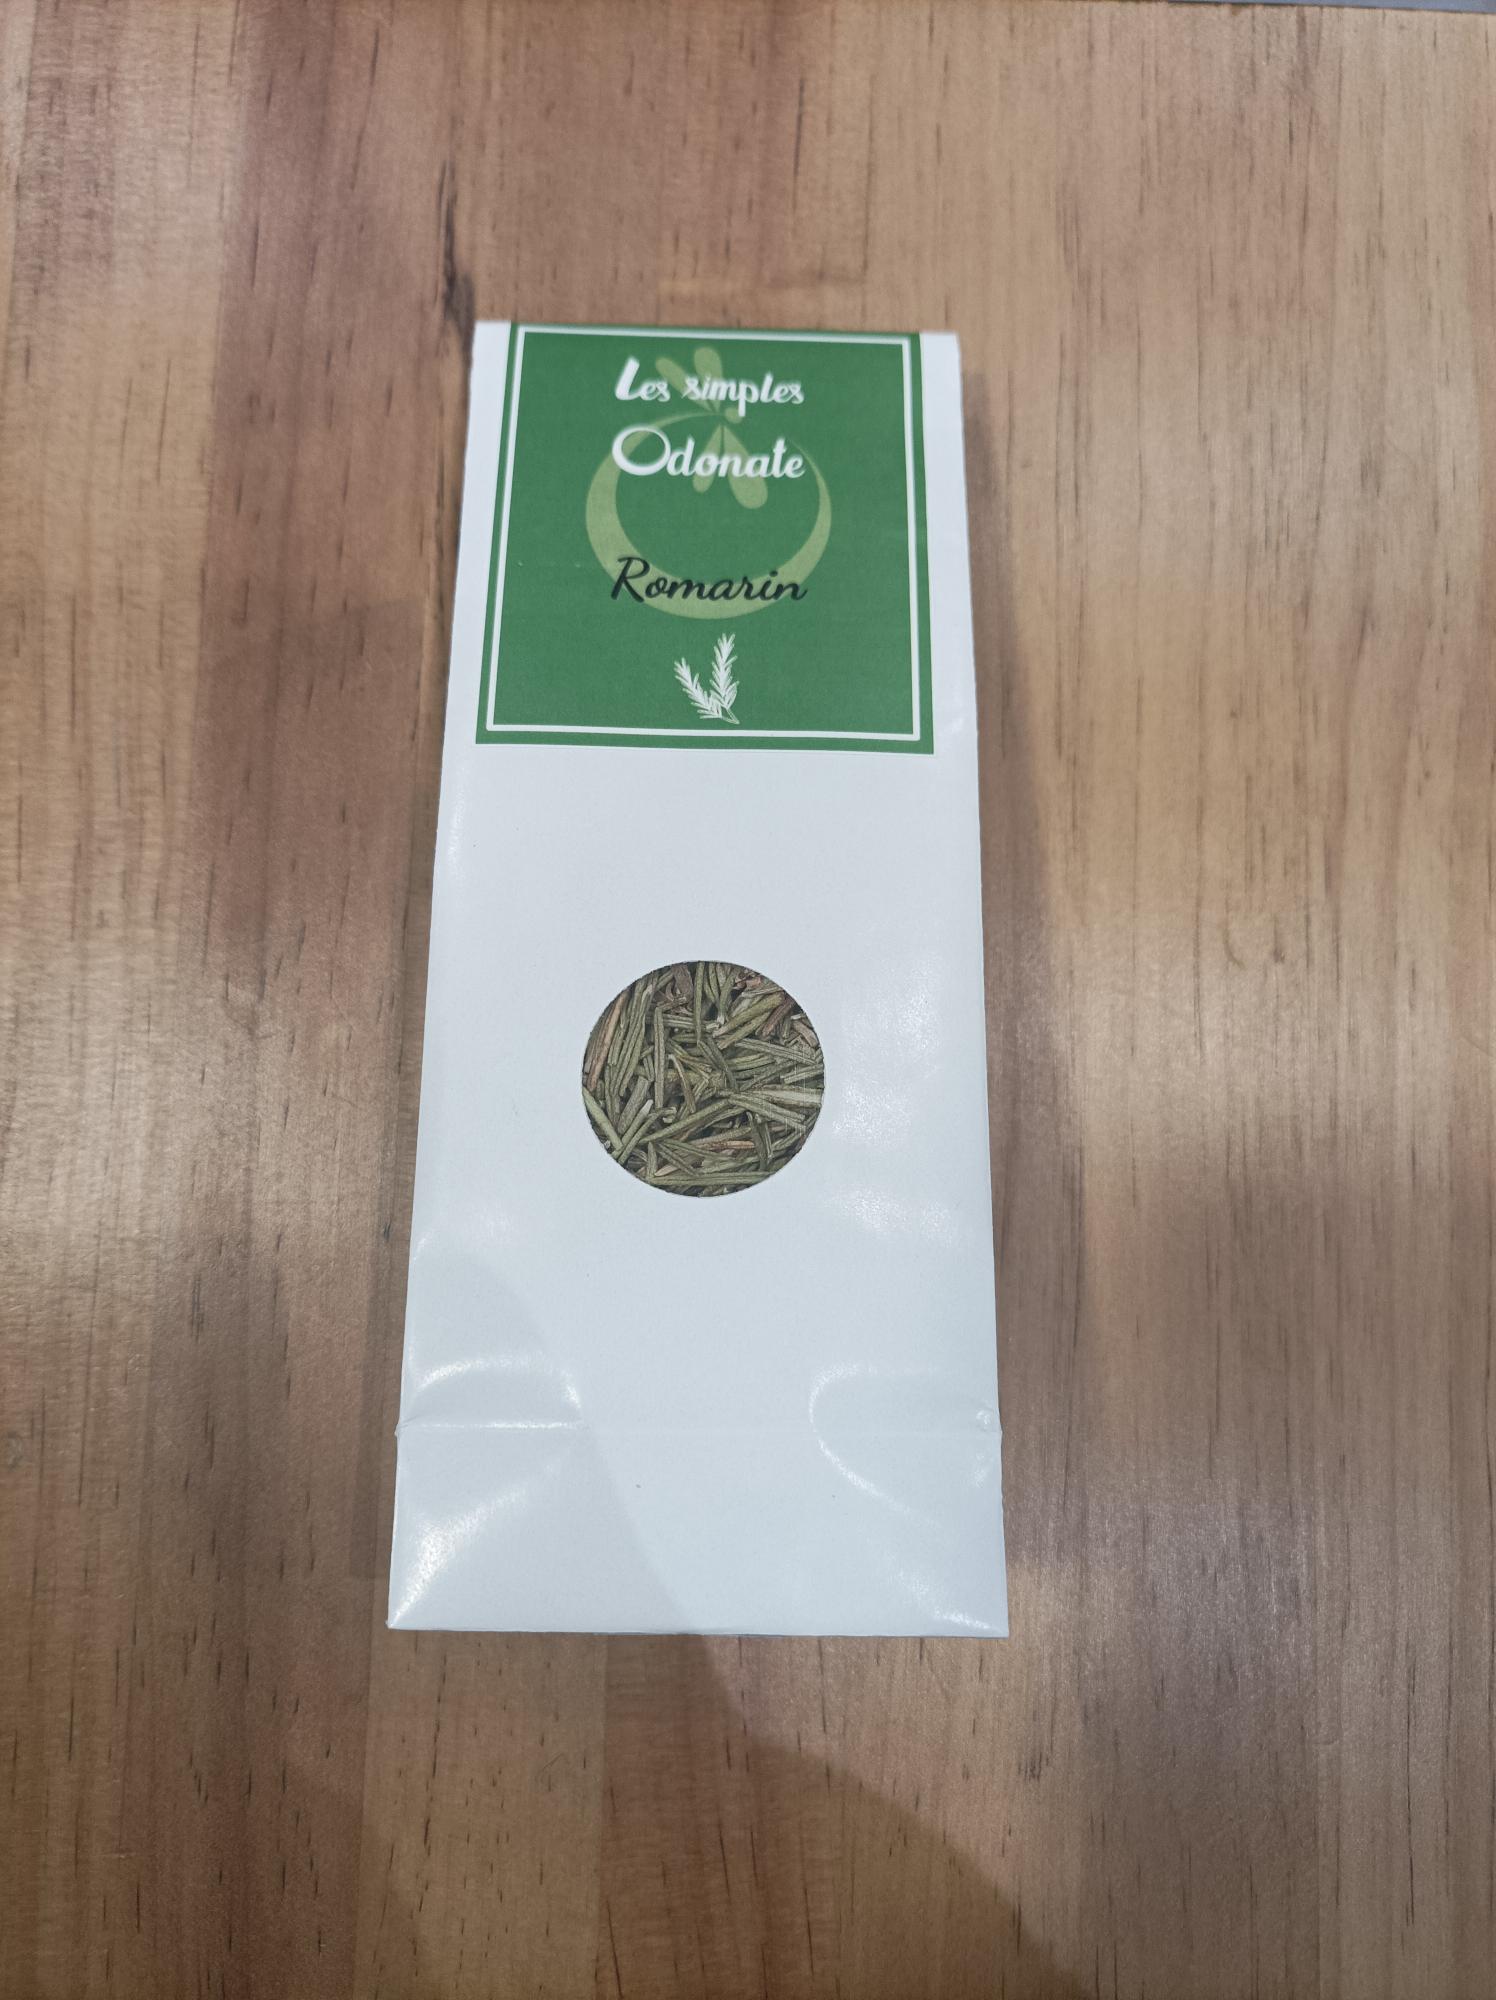 Les simples
Odonate
Romarin